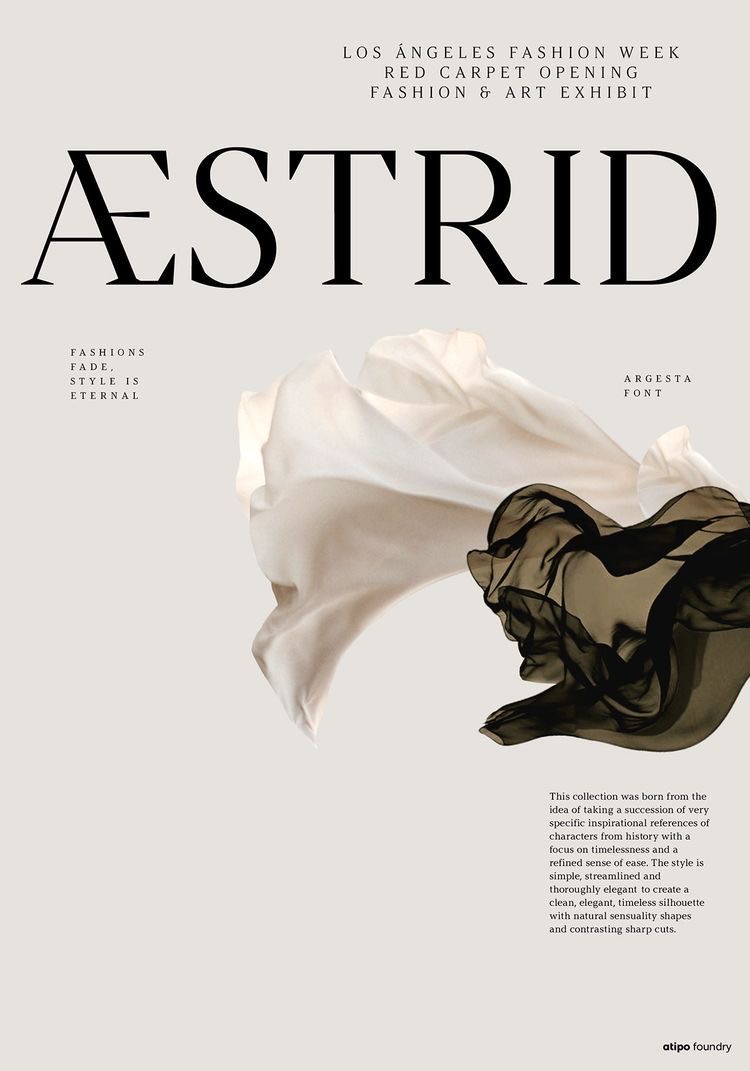 LOS ÁNGELES FASHION WEEK
RED CARPET OPENING
FASHION & ART EXHIBIT
ÆSTRID
FASHIONS
FADE,
STYLE IS
ETERNAL
ARGESTA
FONT
This collection was born from the
idea of taking a succession of very
specific inspirational references of
characters from history with a
focus on timelessness and a
refined sense of ease. The style is
simple, streamlined and
thoroughly elegant to create a
clean, elegant, timeless silhouette
with natural sensuality shapes
and contrasting sharp cuts.
atipo foundry